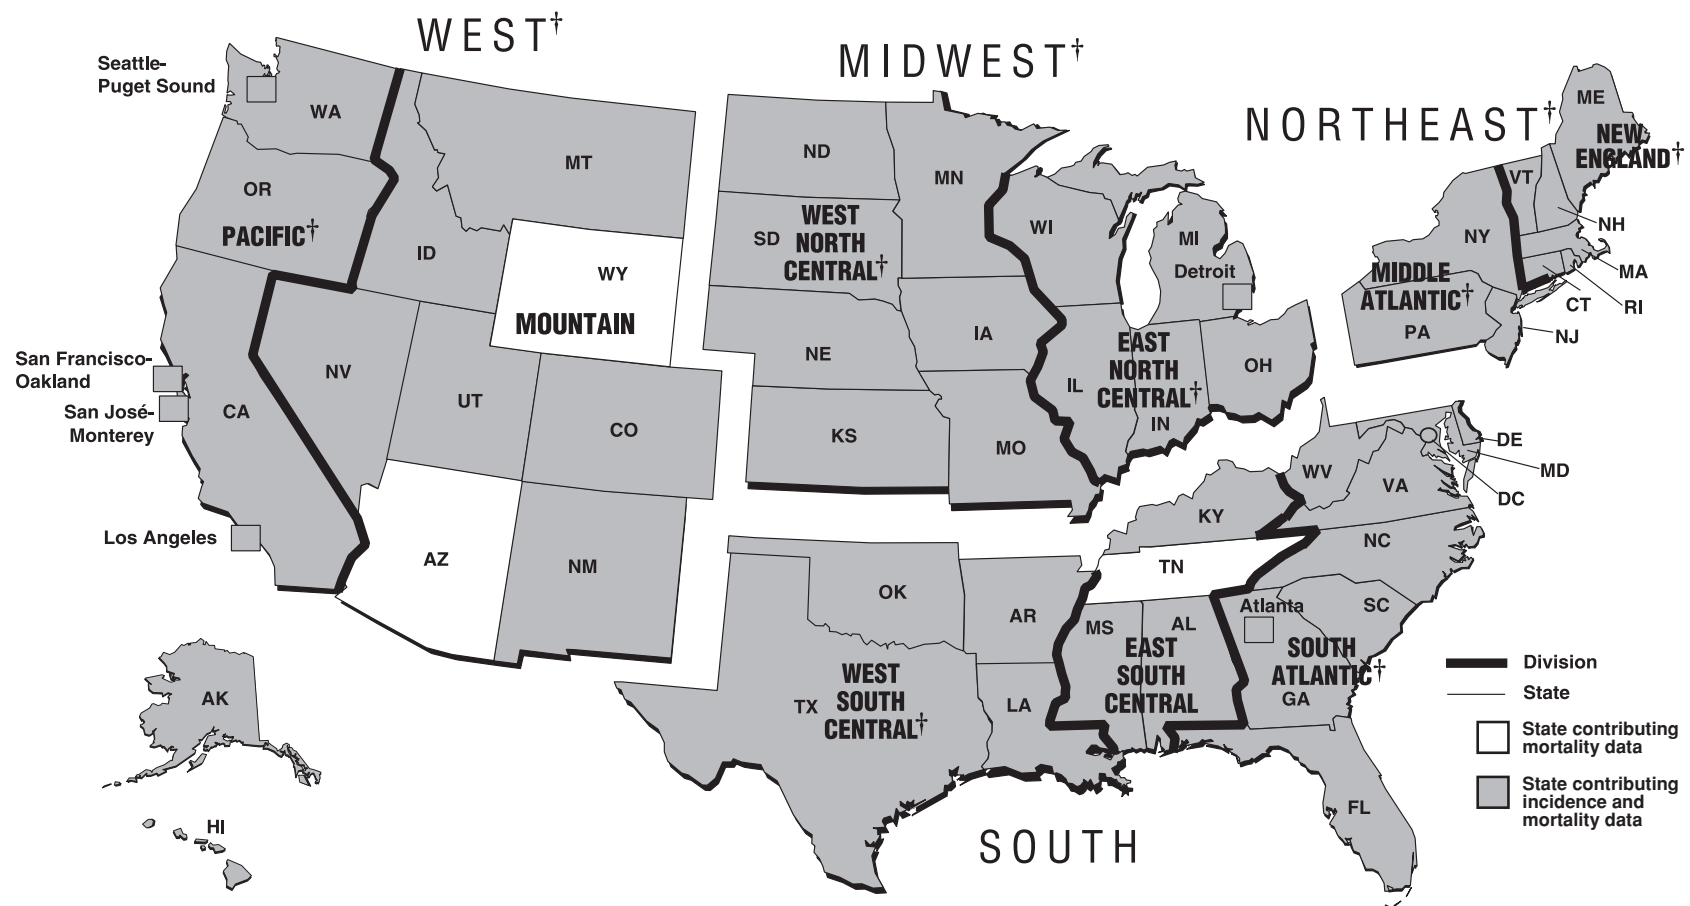 WEST†
MIDWEST†
NORTHEAST†
Seattle-
Puget Sound
WA
OR
PACIFIC†
MT
ID
WY
MOUNTAIN
NV
UT
CO
CA
AZ
NM
San Francisco-
Oakland
San José-
Monterey
Los Angeles
AK
HI
ND
MN
SD
WEST
NORTH
CENTRAL†
NE
IA
KS
MO
WI
MI
Detroit
EAST
NORTH
CENTRAL†
IL
IN
OH
ME
NEW
ENGLAND†
VT
NH
MA
RI
CT
NY
MIDDLE
ATLANTIC†
PA
NJ
DE
MD
DC
WV
VA
KY
NC
TN
SC
Atlanta
SOUTH
ATLANTIC†
GA
FL
MS
AL
EAST
SOUTH
CENTRAL
OK
AR
TX
LA
WEST
SOUTH
CENTRAL†
SOUTH
Division
State
State contributing
mortality data
State contributing
incidence and
mortality data